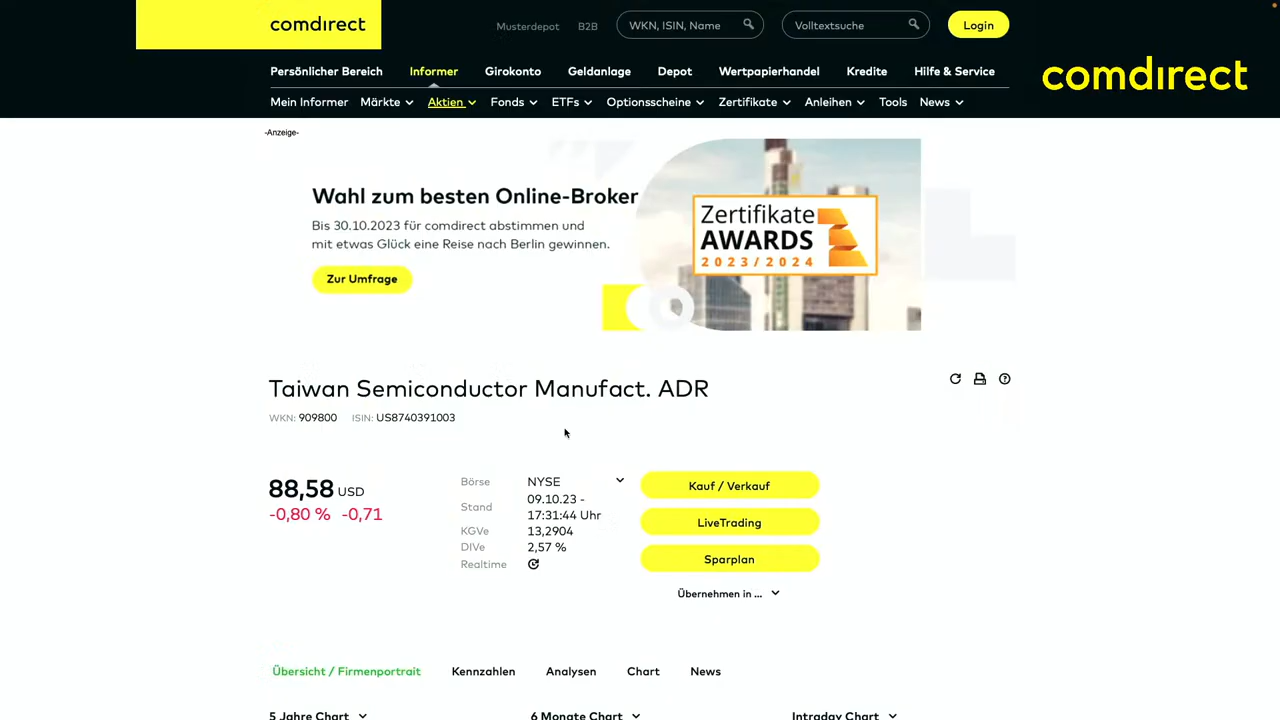 comdirect
Musterdepot B2B WKN, ISIN, Name Volltextsuche Login
Persönlicher Bereich Informer Girokonto Geldanlage Depot Wertpapierhandel Kredite Hilfe & Service
comdirect
Mein Informer Märkte Aktien Fonds ETFs Optionsscheine Zertifikate Anleihen Tools News
-Anzeige-
Wahl zum besten Online-Broker
Bis 30.10.2023 für comdirect abstimmen und
mit etwas Glück eine Reise nach Berlin gewinnen.
Zur Umfrage
Zertifikate
AWARDS
2023/2024
Taiwan Semiconductor Manufact. ADR
WKN: 909800 ISIN: US8740391003
88,58 USD
-0,80 % -0,71
Börse NYSE
Stand 09.10.23 -
17:31:44 Uhr
KGVe 13,2904
DIVe 2,57 %
Realtime
Kauf / Verkauf
LiveTrading
Sparplan
Übernehmen in ...
Übersicht / Firmenportrait Kennzahlen Analysen Chart News
5 Jahre Chart 6 Monate Chart Intraday Chart